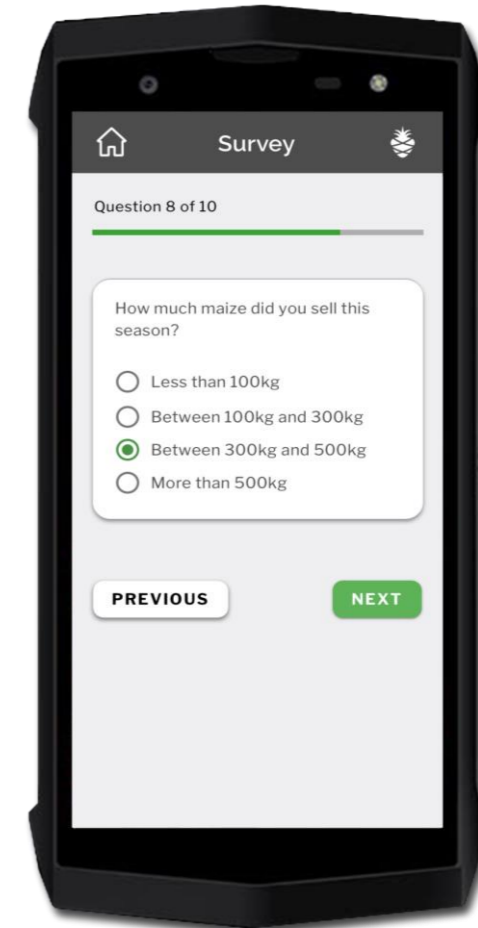 Survey
Question 8 of 10
How much maize did you sell this
season?
Less than 100kg
Between 100kg and 300kg
Between 300kg and 500kg
More than 500kg
PREVIOUS
NEXT